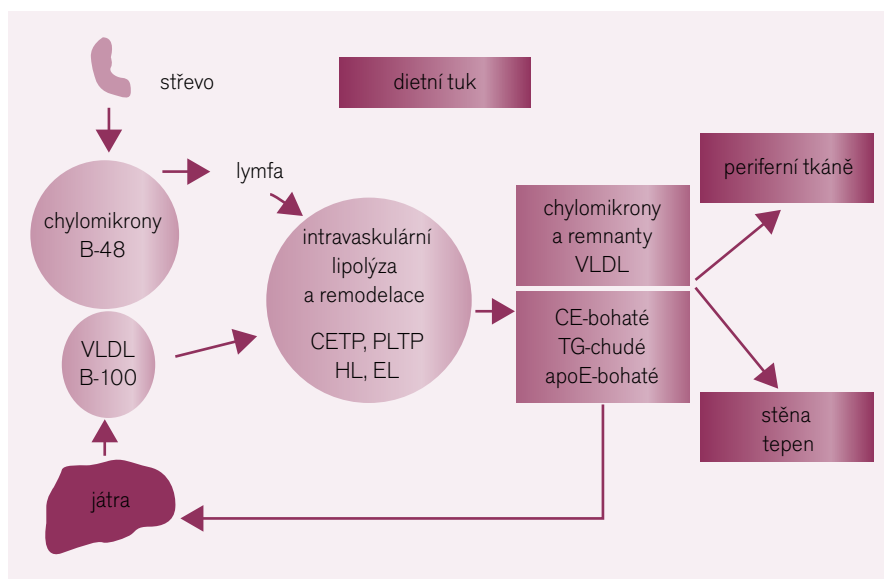 střevo
dietní tuk
lymfa
chylomikrony
B-48
VLDL
B-100
játra
intravaskulární
lipolýza
a remodelace
CETP, PLTP
HL, EL
chylomikrony
a remnanty
VLDL
CE-bohaté
TG-chudé
apoE-bohaté
periferní tkáně
stěna
tepen